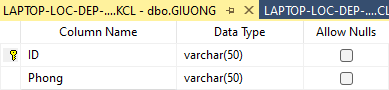 LAPTOP-LOC-DEP-....KCL - dbo.GIUONG LAPTOP-LOC-DEP-....CL
Column Name Data Type Allow Nulls
ID varchar(50)
Phong varchar(50)